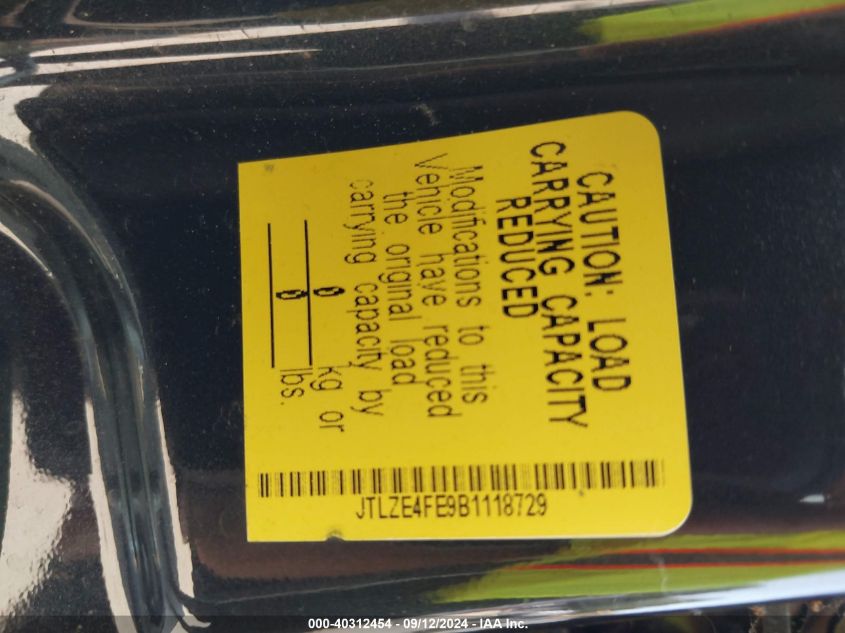 CAUTION: LOAD
CARRYING CAPACITY
REDUCED
Modifications to this
Vehicle have reduced
the original load
carrying capacity by
0 kg or
0 lbs.
JTLZE4FE9B1118729
000-40312454 - 09/12/2024 - IAA Inc.